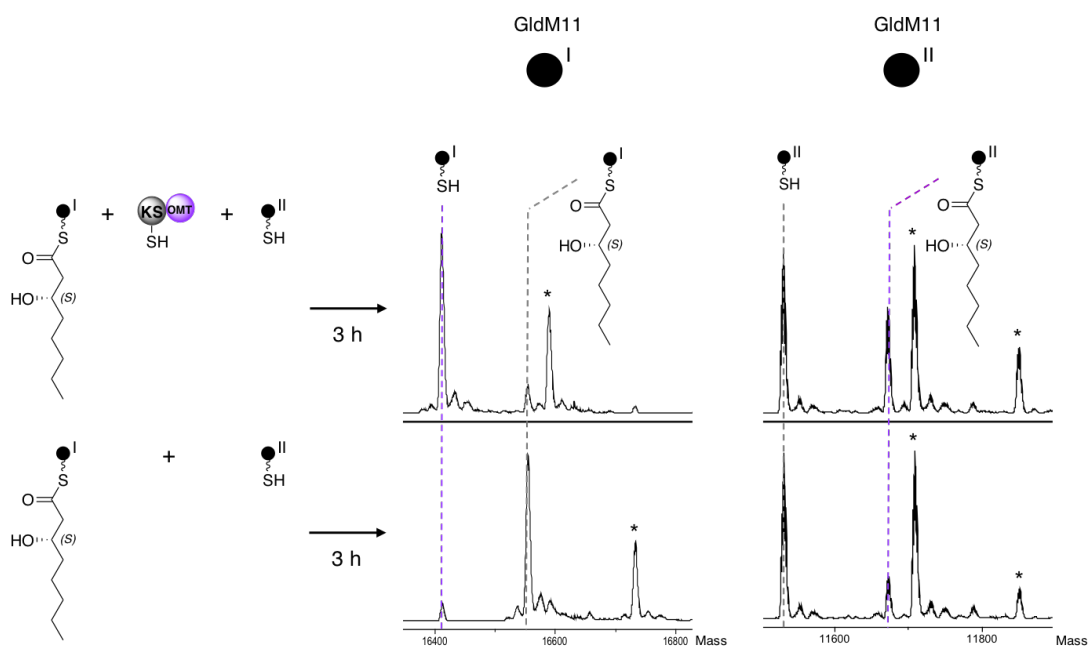 GldM11 GldM11
I II
I II I II
SH SH
I + KS OMT + II
S SH SH
O S O S O
HO (S) HO (S) HO (S)
* * *
3 h
I + II
S SH
O
HO (S)
* * *
3 h
16400 16600 16800 Mass 11600 11800 Mass